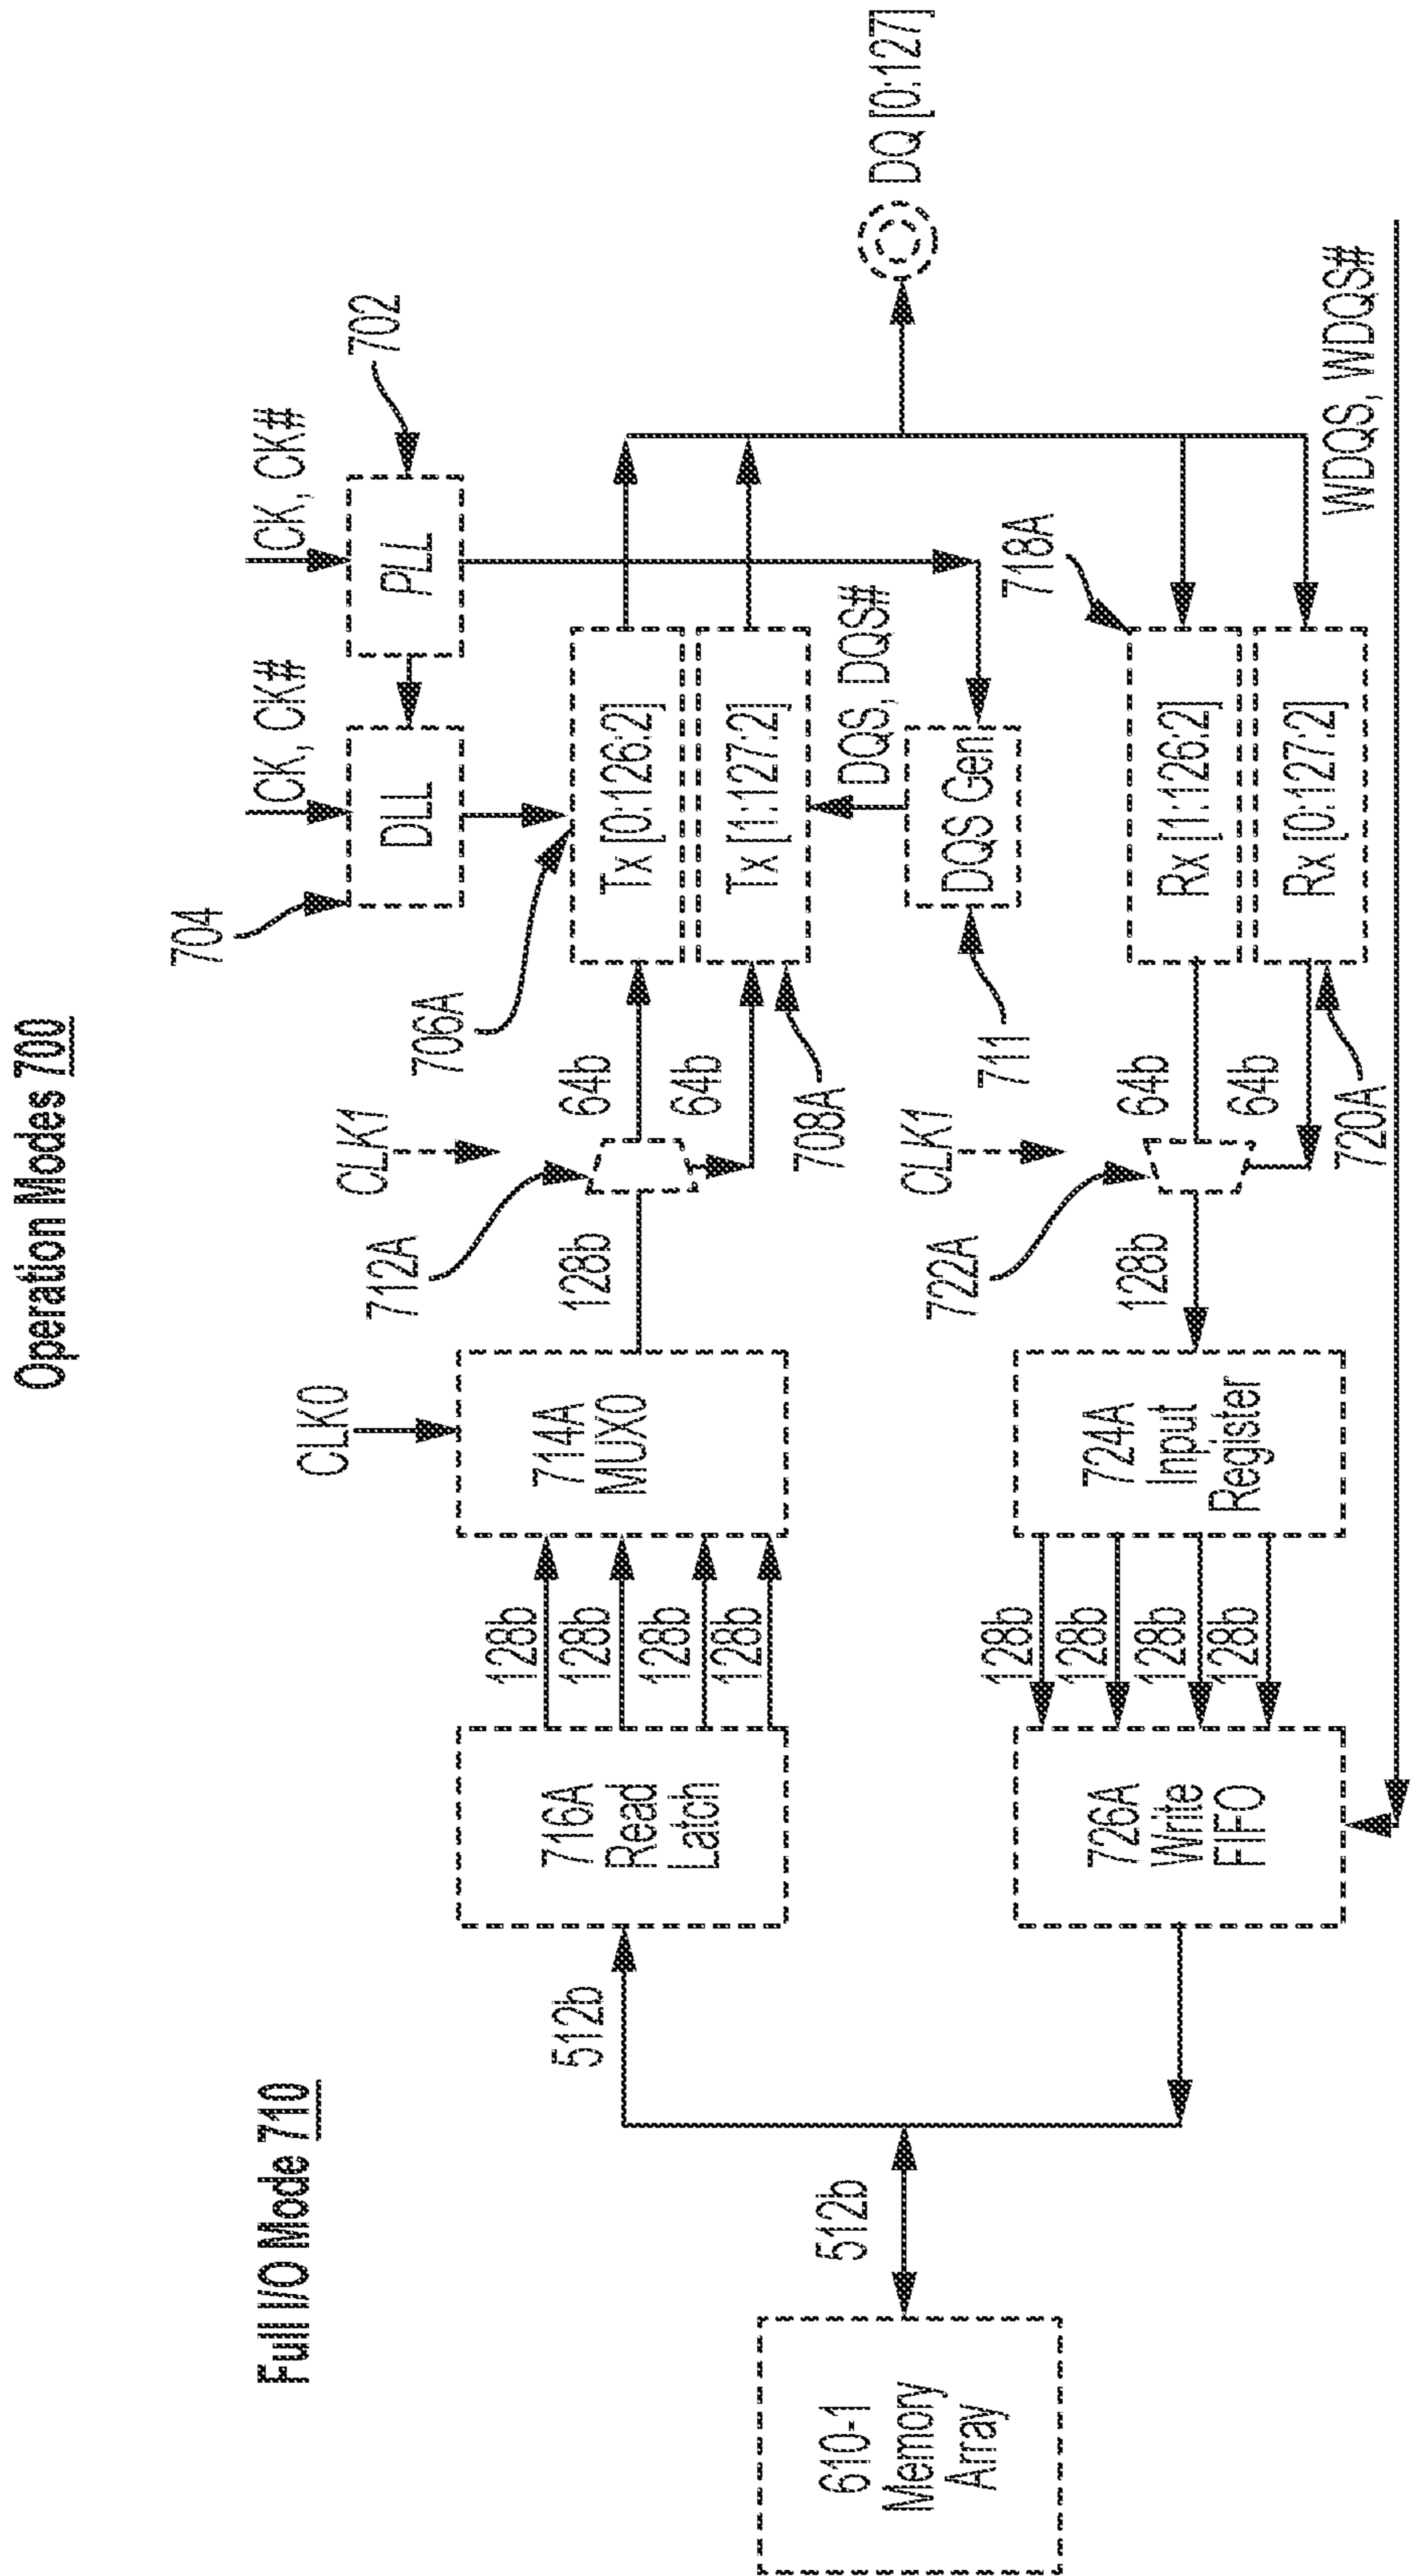 Operation Modes 700
Full I/O Mode 710
CK, CK#
CK, CK#
702
704
DLL
PLL
CLK0
CLK1
706A
712A
512b
716A
Read
Latch
128b
128b
128b
128b
714A
MUX0
128b
64b
64b
Tx [0:126:2]
Tx [1:127:2]
708A
DQS, DQS#
DQS Gen
711
DQ [0:127]
610-1
Memory
Array
512b
CLK1
722A
718A
726A
Write
FIFO
128b
128b
128b
128b
724A
Input
Register
128b
64b
64b
Rx [1:126:2]
Rx [0:127:2]
720A
WDQS, WDQS#